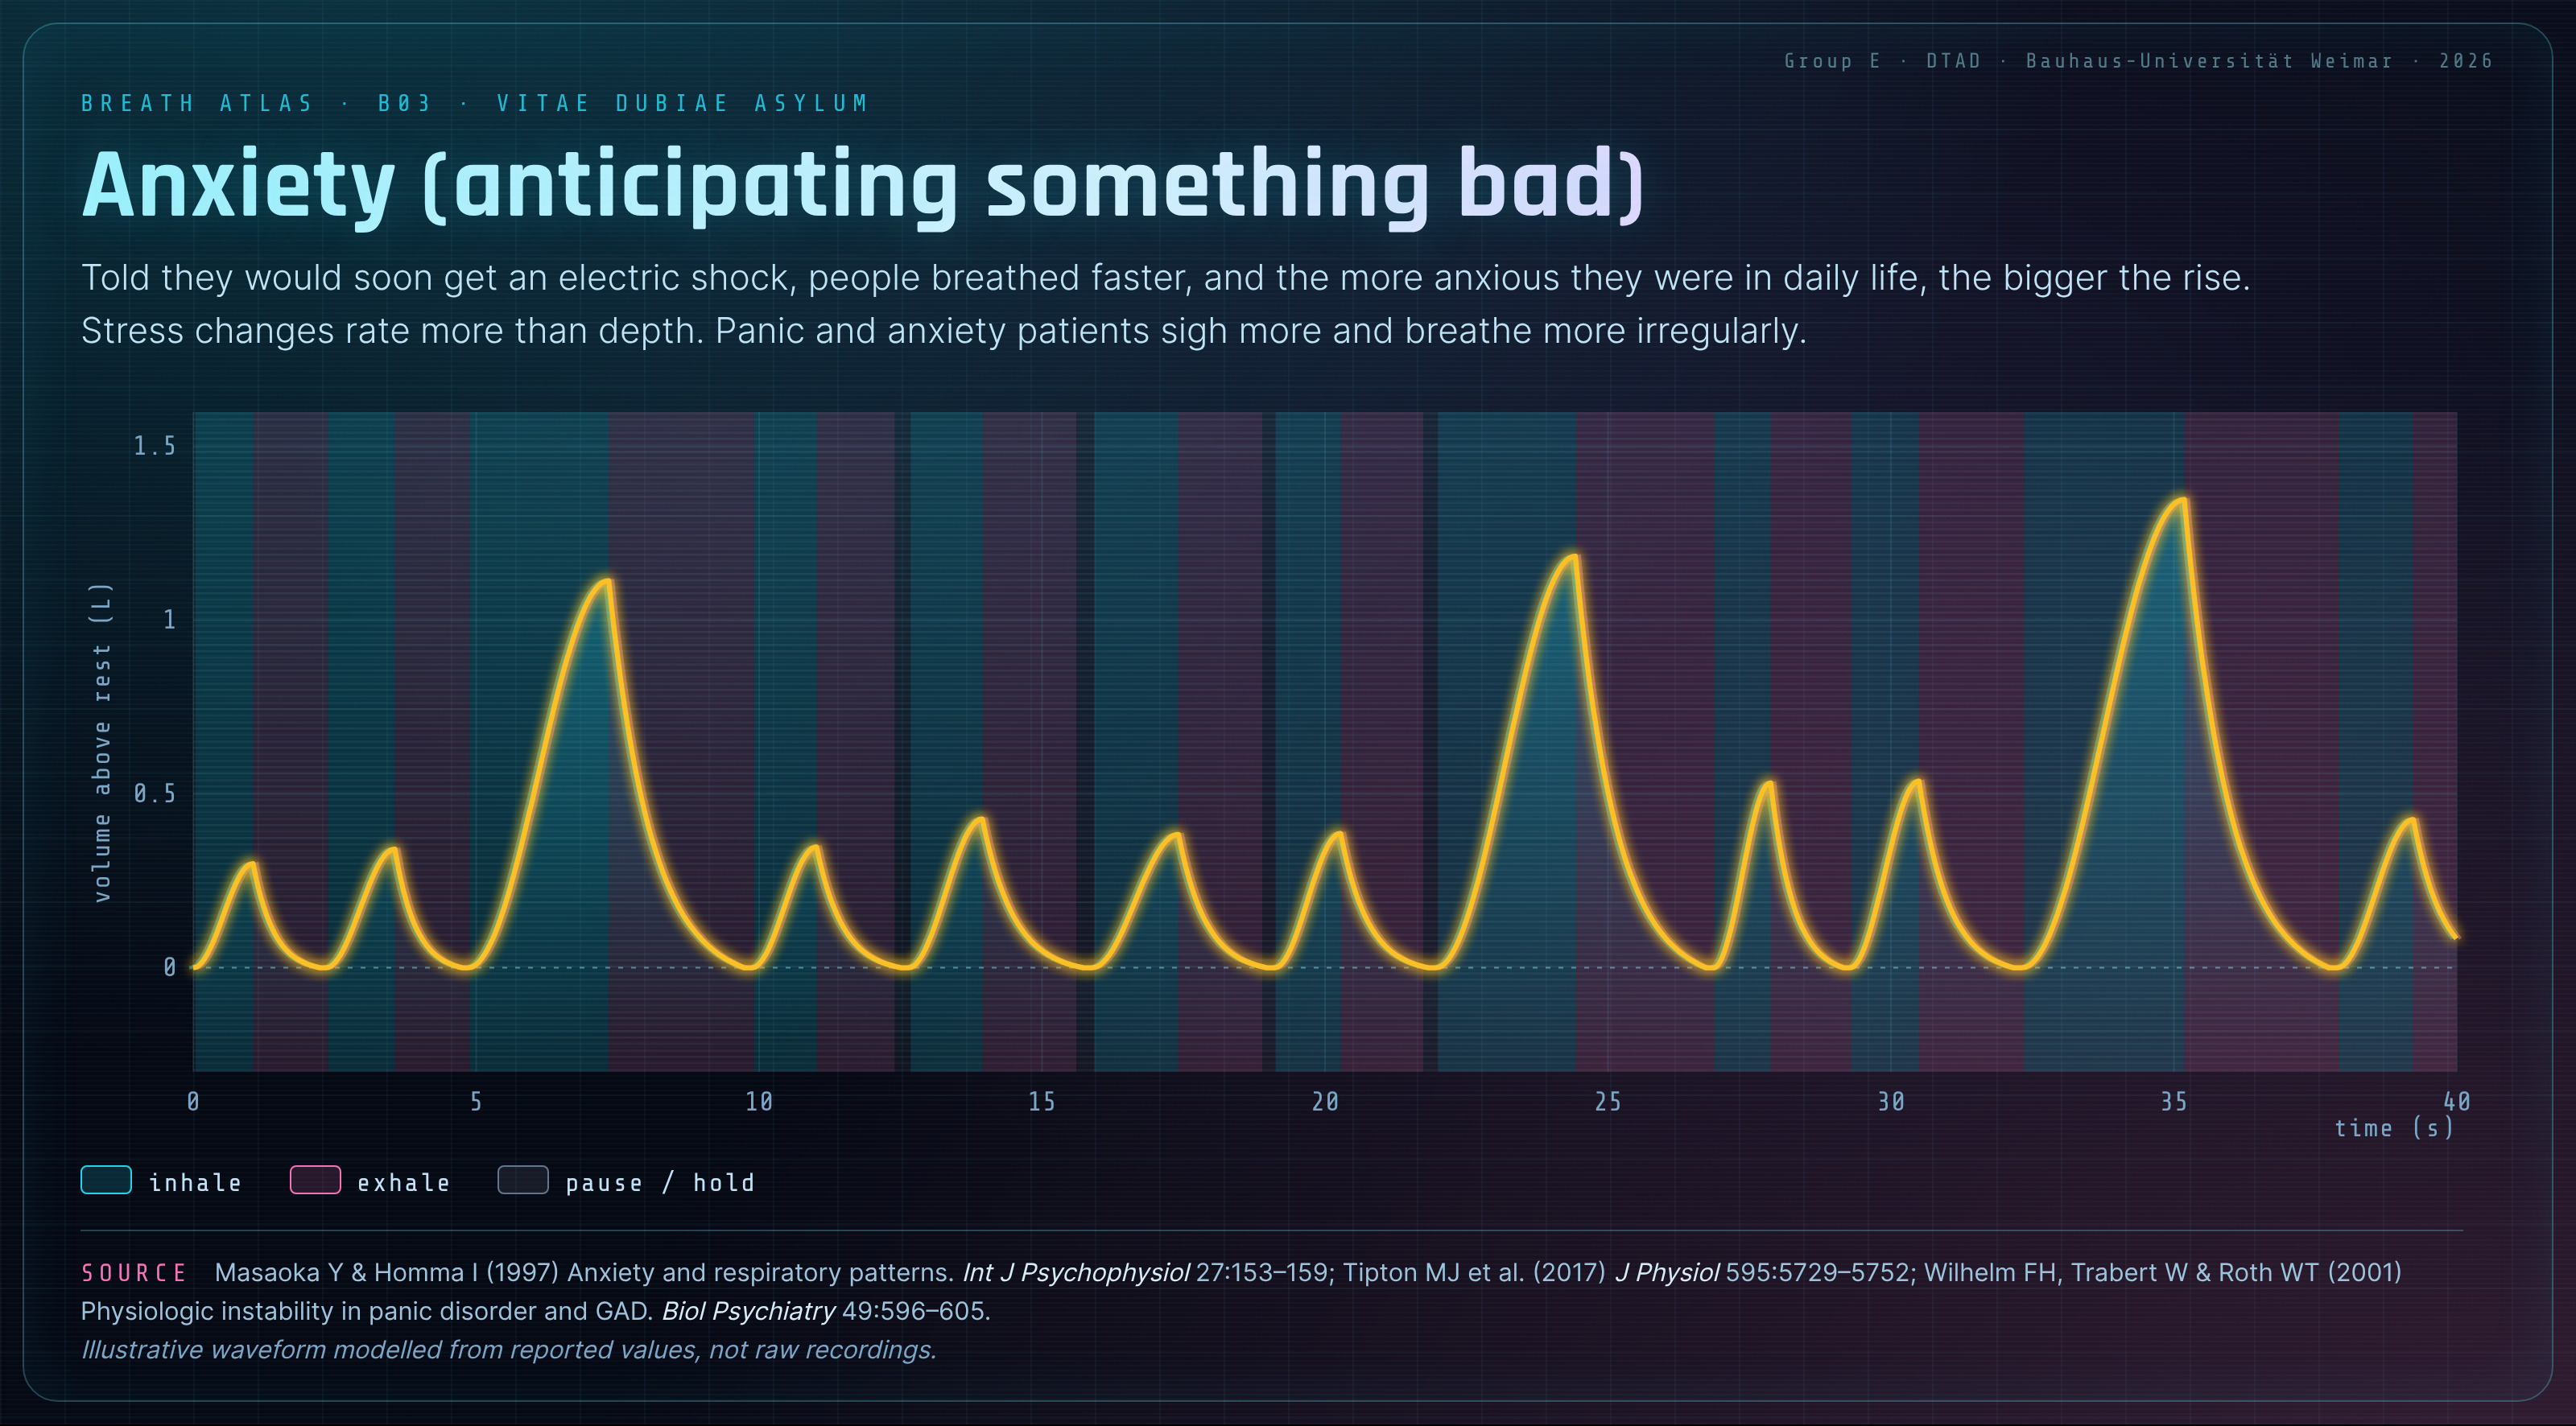 Group E · DTAD · Bauhaus-Universität Weimar · 2026
BREATH ATLAS · B03 · VITAE DUBIAE ASYLUM
Anxiety (anticipating something bad)
Told they would soon get an electric shock, people breathed faster, and the more anxious they were in daily life, the bigger the rise.
Stress changes rate more than depth. Panic and anxiety patients sigh more and breathe more irregularly.
volume above rest (L)
1.5
1
0.5
0
0 5 10 15 20 25 30 35 40
time (s)
inhale exhale pause / hold
SOURCE Masaoka Y & Homma I (1997) Anxiety and respiratory patterns. Int J Psychophysiol 27:153–159; Tipton MJ et al. (2017) J Physiol 595:5729–5752; Wilhelm FH, Trabert W & Roth WT (2001)
Physiologic instability in panic disorder and GAD. Biol Psychiatry 49:596–605.
Illustrative waveform modelled from reported values, not raw recordings.